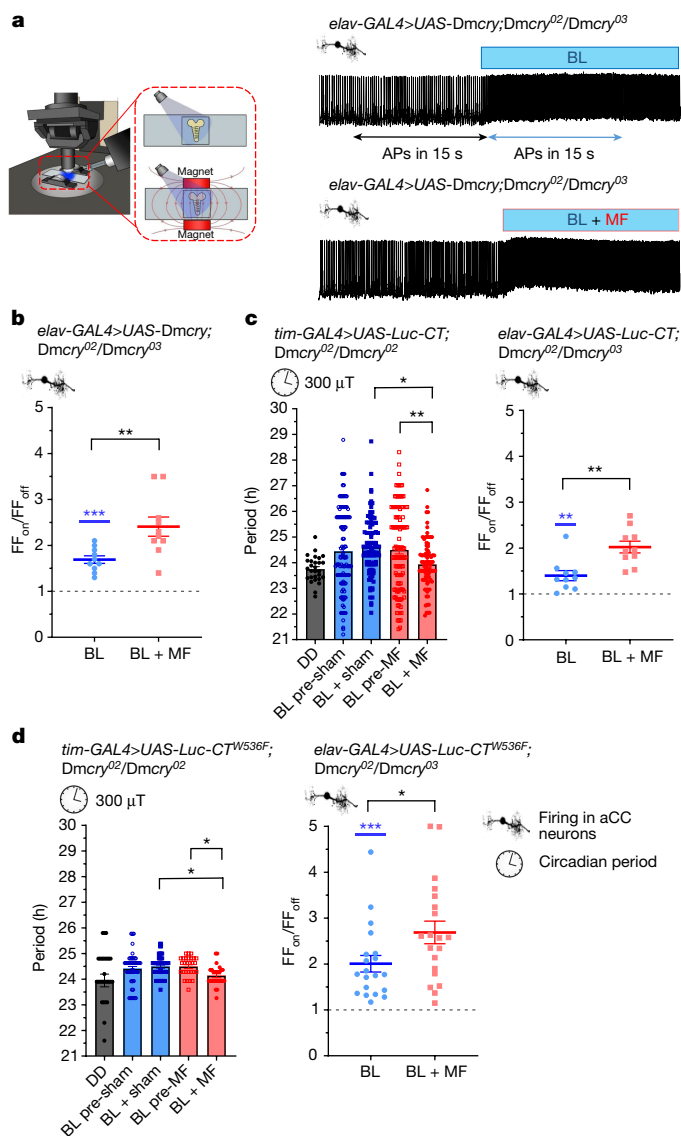 a
elav-GAL4>UAS-Dmcry;Dmcry⁰²/Dmcry⁰³
BL
APs in 15 s
APs in 15 s
Magnet
Magnet
elav-GAL4>UAS-Dmcry;Dmcry⁰²/Dmcry⁰³
BL + MF
b
elav-GAL4>UAS-Dmcry;
Dmcry⁰²/Dmcry⁰³
FFon/FFoff
5
4
3
2
1
0
***
**
BL
BL + MF
c
tim-GAL4>UAS-Luc-CT;
Dmcry⁰²/Dmcry⁰²
300 μT
Period (h)
30
29
28
27
26
25
24
23
22
21
*
**
DD
BL pre-sham
BL + sham
BL pre-MF
BL + MF
elav-GAL4>UAS-Luc-CT;
Dmcry⁰²/Dmcry⁰³
FFon/FFoff
5
4
3
2
1
0
**
**
BL
BL + MF
d
tim-GAL4>UAS-Luc-CTᵂ⁵³⁶ᶠ;
Dmcry⁰²/Dmcry⁰²
300 μT
Period (h)
30
29
28
27
26
25
24
23
22
21
*
*
DD
BL pre-sham
BL + sham
BL pre-MF
BL + MF
elav-GAL4>UAS-Luc-CTᵂ⁵³⁶ᶠ;
Dmcry⁰²/Dmcry⁰³
FFon/FFoff
5
4
3
2
1
0
***
*
BL
BL + MF
Firing in aCC
neurons
Circadian period